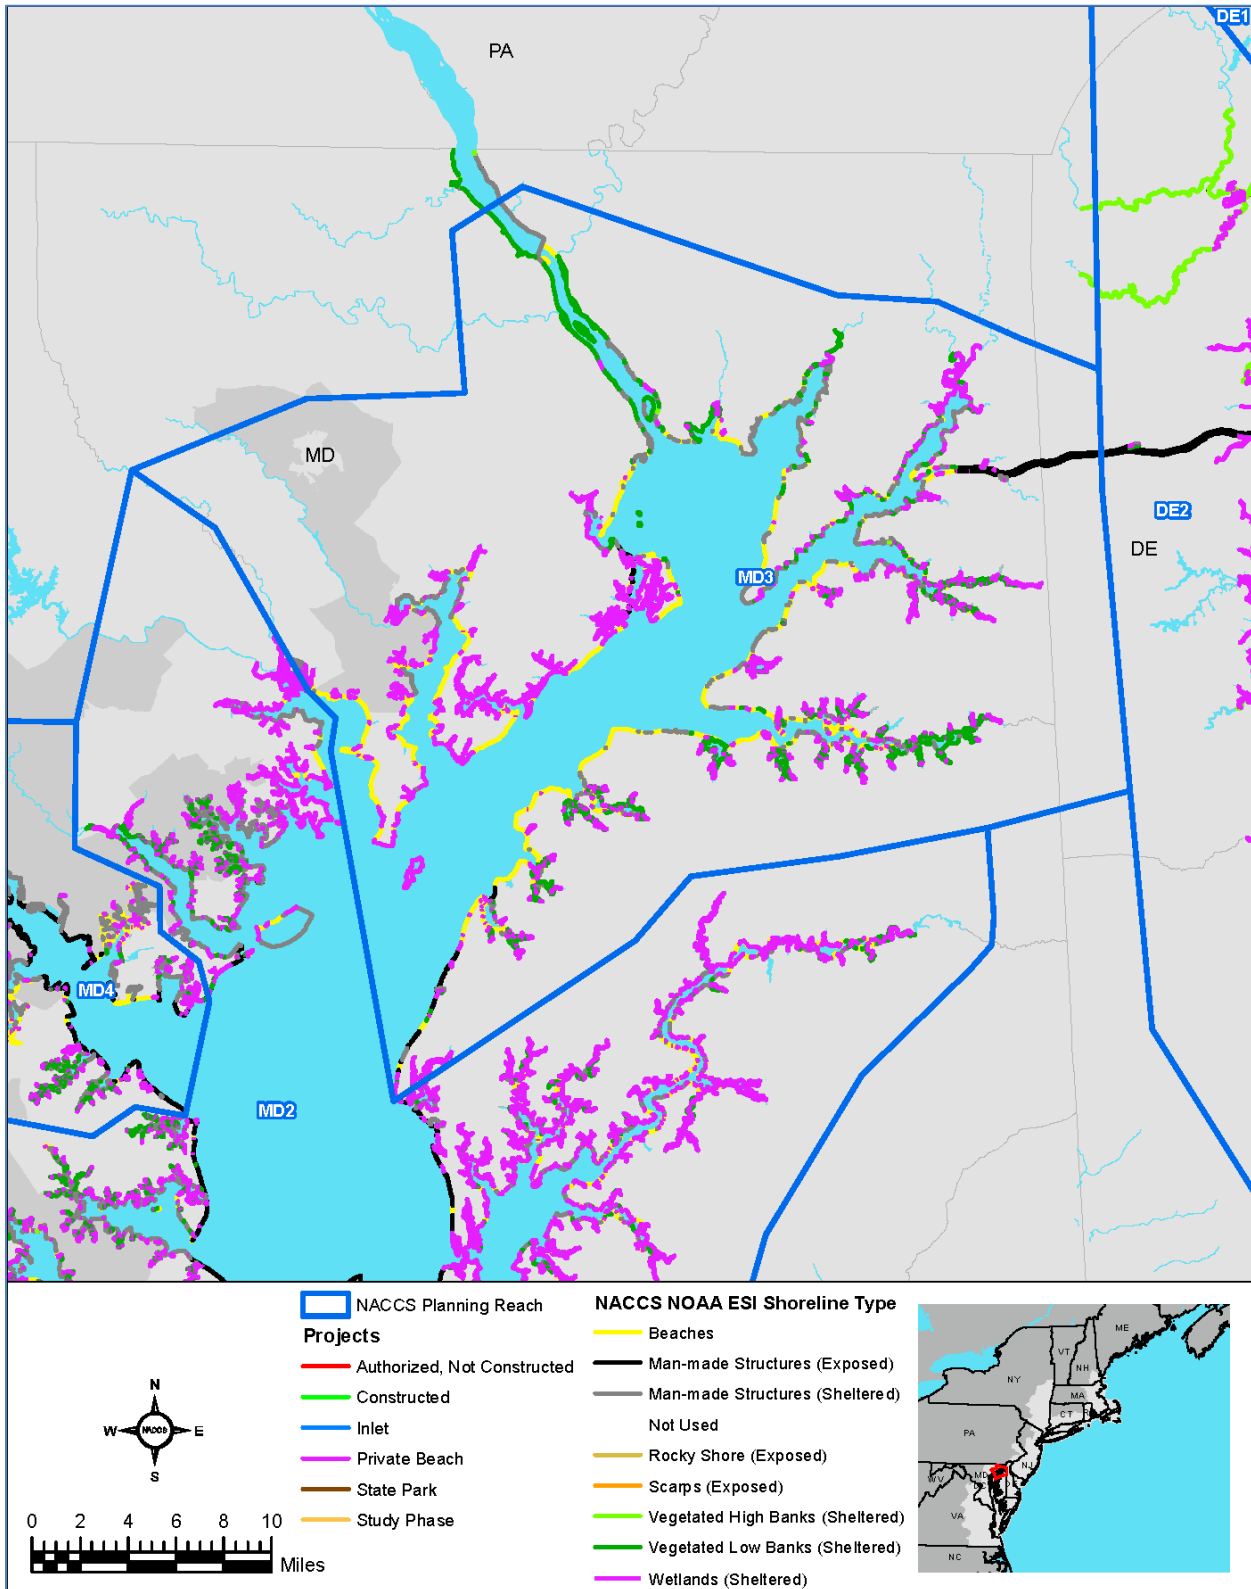 DE1
PA
MD
DE2
DE
MD3
MD4
MD2
NACCS Planning Reach
Projects
Authorized, Not Constructed
Constructed
Inlet
Private Beach
State Park
Study Phase
NACCS NOAA ESI Shoreline Type
Beaches
Man-made Structures (Exposed)
Man-made Structures (Sheltered)
Not Used
Rocky Shore (Exposed)
Scarps (Exposed)
Vegetated High Banks (Sheltered)
Vegetated Low Banks (Sheltered)
Wetlands (Sheltered)
N
W NACCS E
S
0 2 4 6 8 10
Miles
ME
VT
NH
NY
MA
CT
PA
NJ
MD
WV
VA
NC